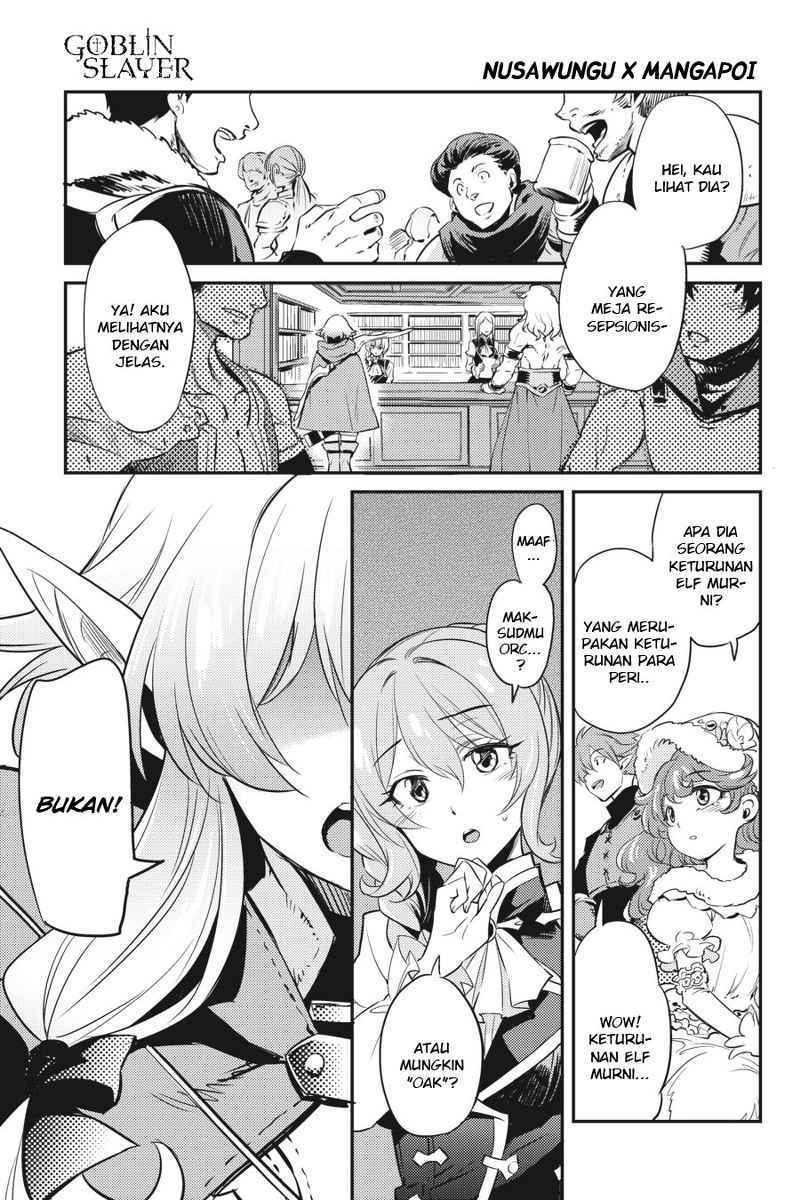 GOBLIN
SLAYER
NUSAWUNGU X MANGAPOI
HEI, KAU
LIHAT DIA?
YANG
MEJA RE-
SEPSIONIS-
YA! AKU
MELIHATNYA
DENGAN
JELAS.
APA DIA
SEORANG
KETURUNAN
ELF MUR-
NI?
YANG MERU-
PAKAN KETU-
RUNAN PARA
PERI..
WOW!
KETURU-
NAN ELF
MURNI...
MAAF
...
MAK-
SUDMU
ORC...
?
ATAU
MUNGKIN
"OAK"?
BUKAN!